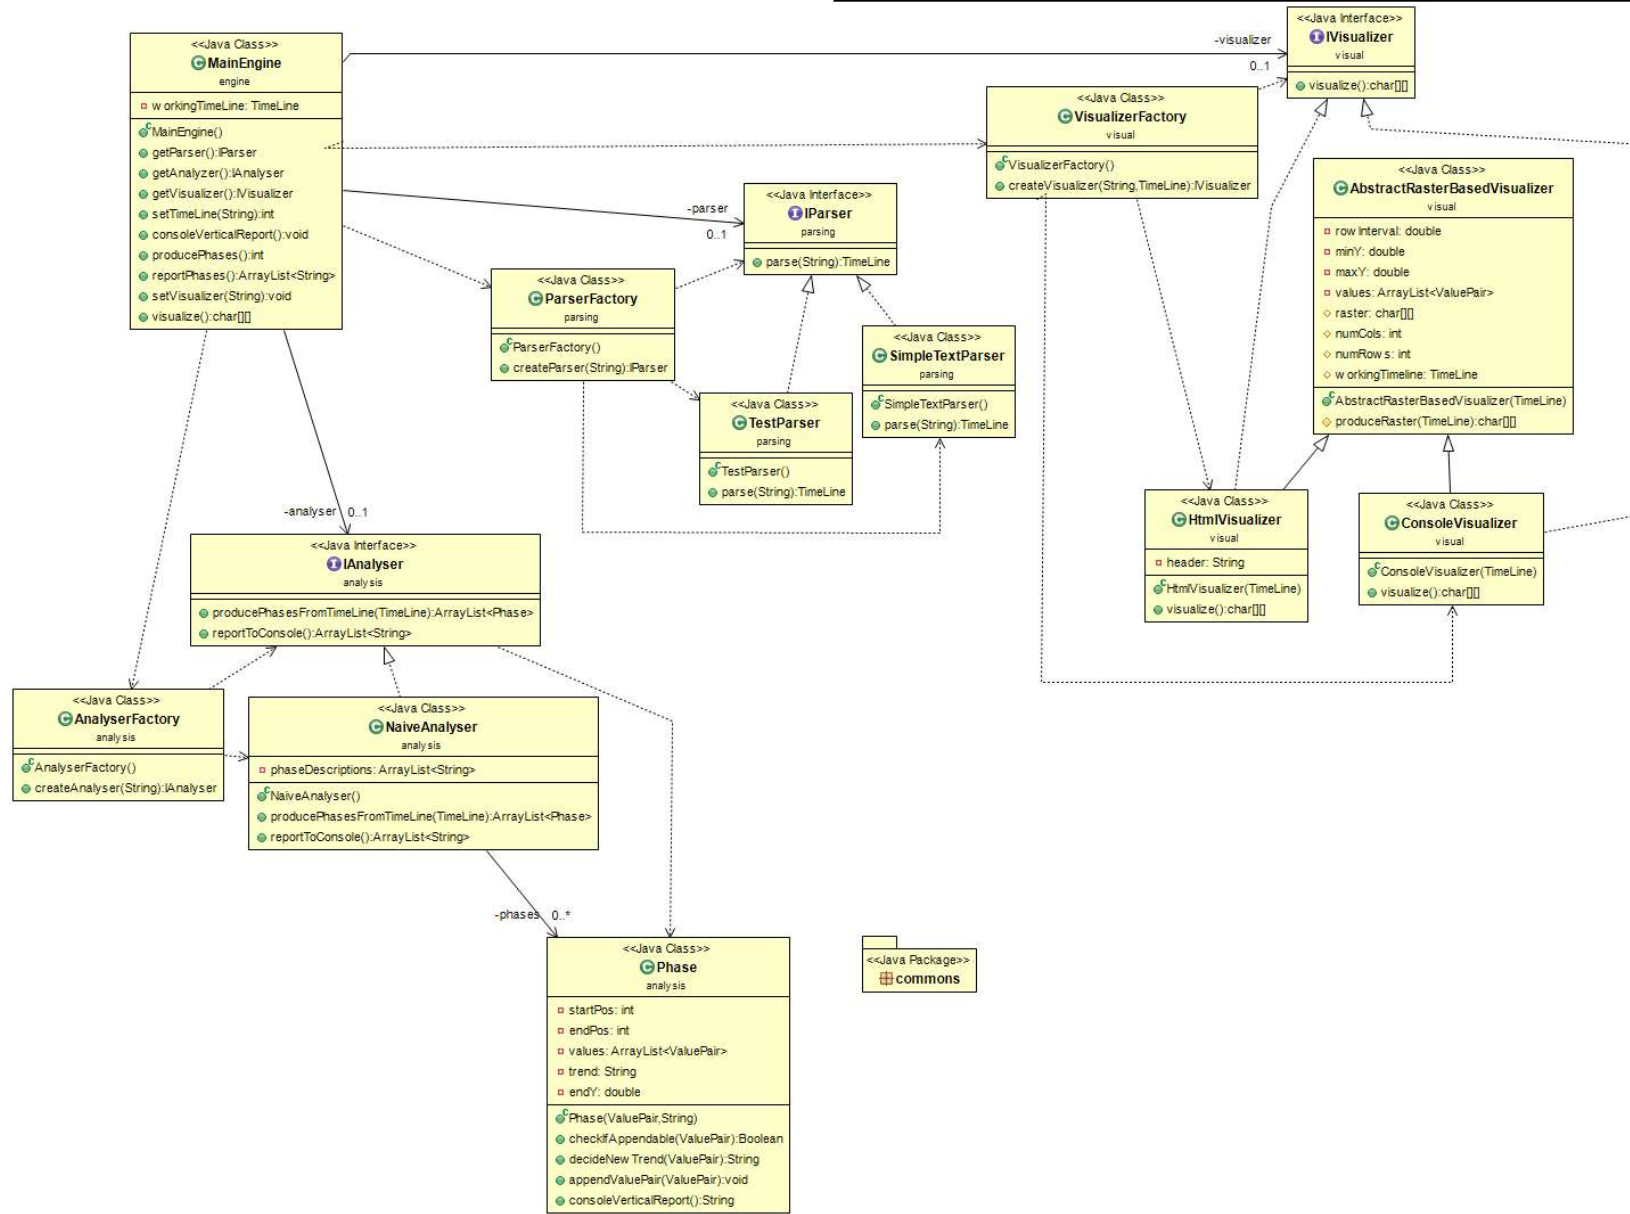 <<Java Class>>
MainEngine
engine
workingTimeLine: TimeLine
MainEngine()
getParser():IParser
getAnalyzer():IAnalyser
getVisualizer():IVisualizer
setTimeLine(String):int
consoleVerticalReport():void
producePhases():int
reportPhases():ArrayList<String>
setVisualizer(String):void
visualize():char[][]
-visualizer
0..1
<<Java Interface>>
IVisualizer
visual
visualize():char[][]
<<Java Class>>
VisualizerFactory
visual
VisualizerFactory()
createVisualizer(String,TimeLine):IVisualizer
<<Java Class>>
AbstractRasterBasedVisualizer
visual
rowInterval: double
minY: double
maxY: double
values: ArrayList<ValuePair>
raster: char[][]
numCols: int
numRows: int
workingTimeline: TimeLine
AbstractRasterBasedVisualizer(TimeLine)
produceRaster(TimeLine):char[][]
-parser
0..1
<<Java Interface>>
IParser
parsing
parse(String):TimeLine
<<Java Class>>
ParserFactory
parsing
ParserFactory()
createParser(String):IParser
<<Java Class>>
SimpleTextParser
parsing
SimpleTextParser()
parse(String):TimeLine
<<Java Class>>
TestParser
parsing
TestParser()
parse(String):TimeLine
<<Java Class>>
HtmlVisualizer
visual
header: String
HtmlVisualizer(TimeLine)
visualize():char[][]
<<Java Class>>
ConsoleVisualizer
visual
ConsoleVisualizer(TimeLine)
visualize():char[][]
-analyser 0..1
<<Java Interface>>
IAnalyser
analysis
producePhasesFromTimeLine(TimeLine):ArrayList<Phase>
reportToConsole():ArrayList<String>
<<Java Class>>
AnalyserFactory
analysis
AnalyserFactory()
createAnalyser(String):IAnalyser
<<Java Class>>
NaiveAnalyser
analysis
phaseDescriptions: ArrayList<String>
NaiveAnalyser()
producePhasesFromTimeLine(TimeLine):ArrayList<Phase>
reportToConsole():ArrayList<String>
-phases 0..*
<<Java Class>>
Phase
analysis
startPos: int
endPos: int
values: ArrayList<ValuePair>
trend: String
endY: double
Phase(ValuePair,String)
checkIfAppendable(ValuePair):Boolean
decideNewTrend(ValuePair):String
appendValuePair(ValuePair):void
consoleVerticalReport():String
<<Java Package>>
commons